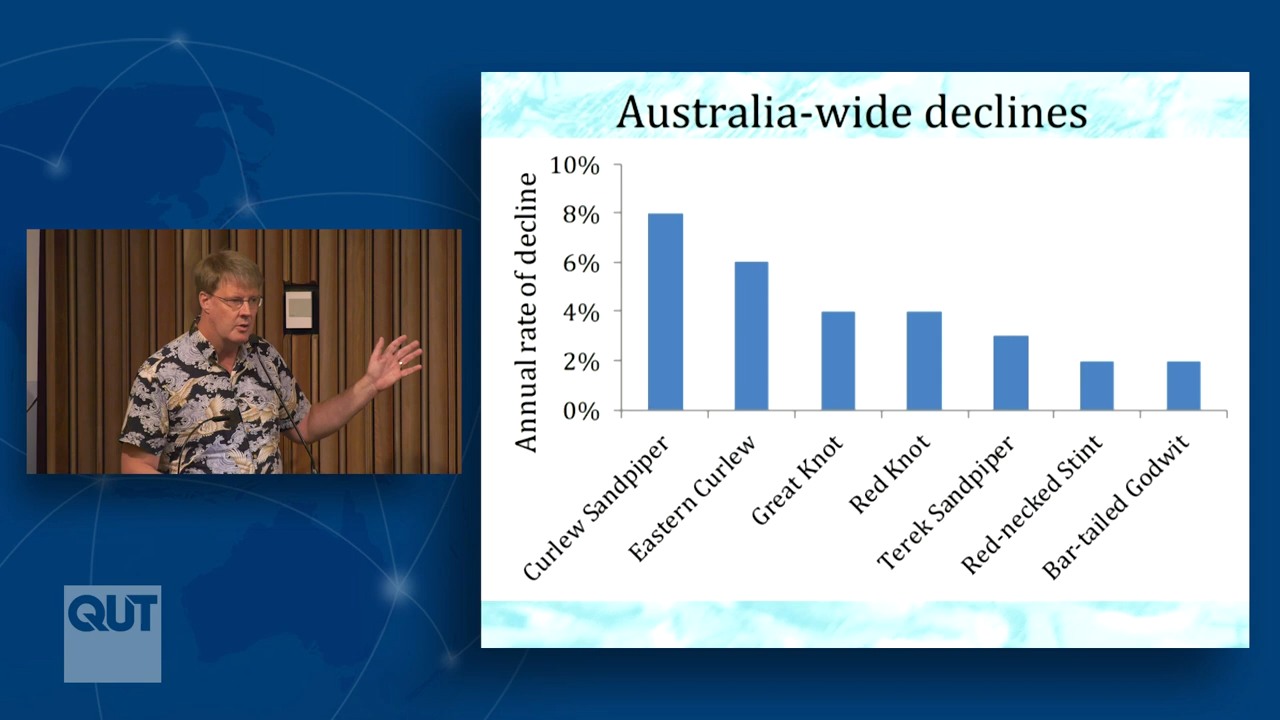 Australia-wide declines
Annual rate of decline
10%
8%
6%
4%
2%
0%
Curlew Sandpiper
Eastern Curlew
Great Knot
Red Knot
Terek Sandpiper
Red-necked Stint
Bar-tailed Godwit
QUT